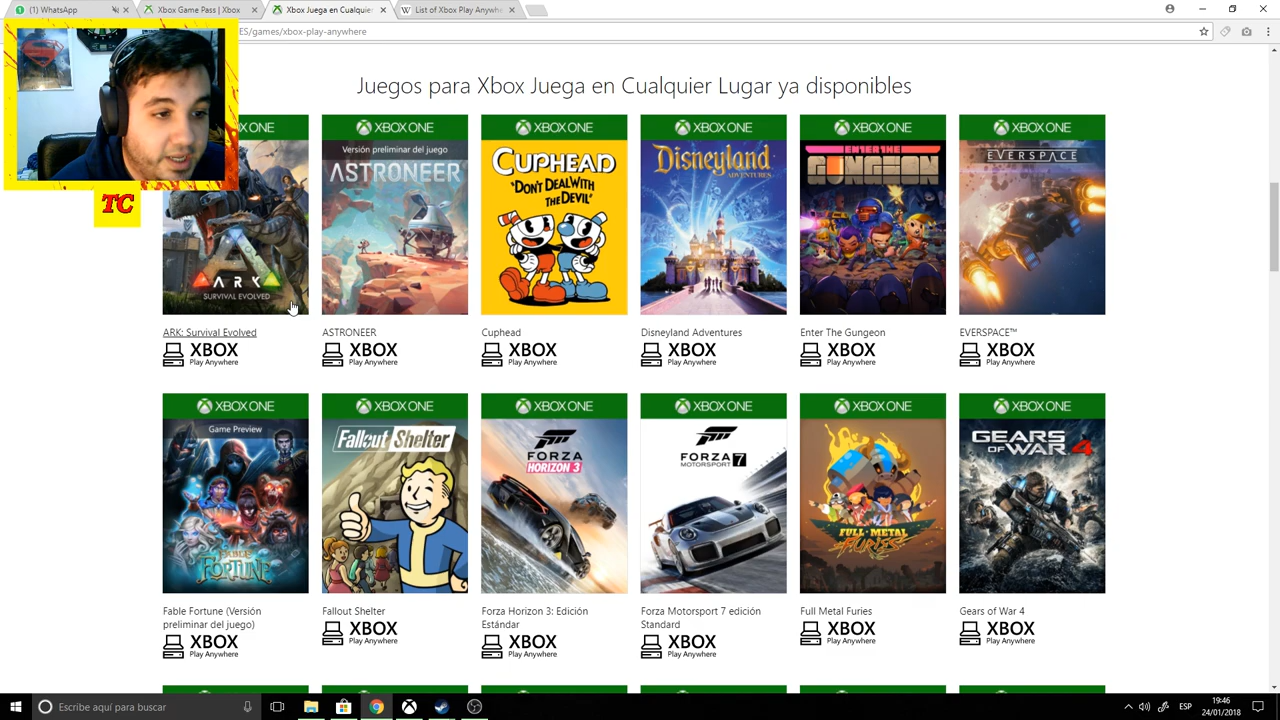 (1) WhatsApp
Xbox Game Pass | Xbox
Xbox Juega en Cualquier
List of Xbox Play Anywhe
ES/games/xbox-play-anywhere
TC
Juegos para Xbox Juega en Cualquier Lugar ya disponibles
ONE
XBOX ONE
XBOX ONE
XBOX ONE
XBOX ONE
XBOX ONE
ARK
SURVIVAL EVOLVED
Versión preliminar del juego
ASTRONEER
CUPHEAD
"DON'T DEAL WITH
THE DEVIL"
Disneyland
ADVENTURES
ENTER THE
GUNGEON
EVERSPACE
ARK: Survival Evolved
ASTRONEER
Cuphead
Disneyland Adventures
Enter The Gungeon
EVERSPACE™
XBOX
Play Anywhere
XBOX
Play Anywhere
XBOX
Play Anywhere
XBOX
Play Anywhere
XBOX
Play Anywhere
XBOX
Play Anywhere
XBOX ONE
XBOX ONE
XBOX ONE
XBOX ONE
XBOX ONE
XBOX ONE
Game Preview
FABLE
FORTUNE
Fallout Shelter
FORZA
HORIZON 3
FORZA
MOTORSPORT 7
FULL METAL
FURIES
GEARS
OF WAR 4
Fable Fortune (Versión
preliminar del juego)
Fallout Shelter
Forza Horizon 3: Edición
Estándar
Forza Motorsport 7 edición
Standard
Full Metal Furies
Gears of War 4
XBOX
Play Anywhere
XBOX
Play Anywhere
XBOX
Play Anywhere
XBOX
Play Anywhere
XBOX
Play Anywhere
XBOX
Play Anywhere
Escribe aquí para buscar
ESP
19:46
24/01/2018